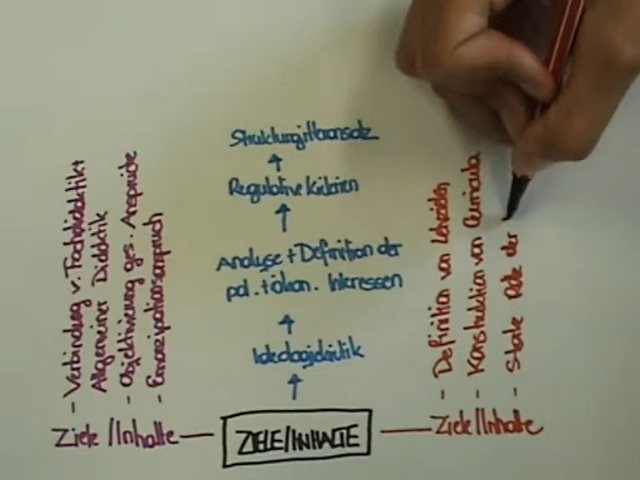 - Verbindung v. Fachdidaktik +
Allgemeiner Didaktik
- Objektivierung ges. Ansprüche
- Emanzipationsanspruch
Ziele/Inhalte
Strukturgitteransatz
Regulative Kriterien
Analyse + Definition der
pol. + ökon. Interessen
Ideologiekritik
ZIELE/INHALTE
- Definition von Lehrzielen
- Konstruktion von Curricula
- Starke Rolle der
Ziele/Inhalte